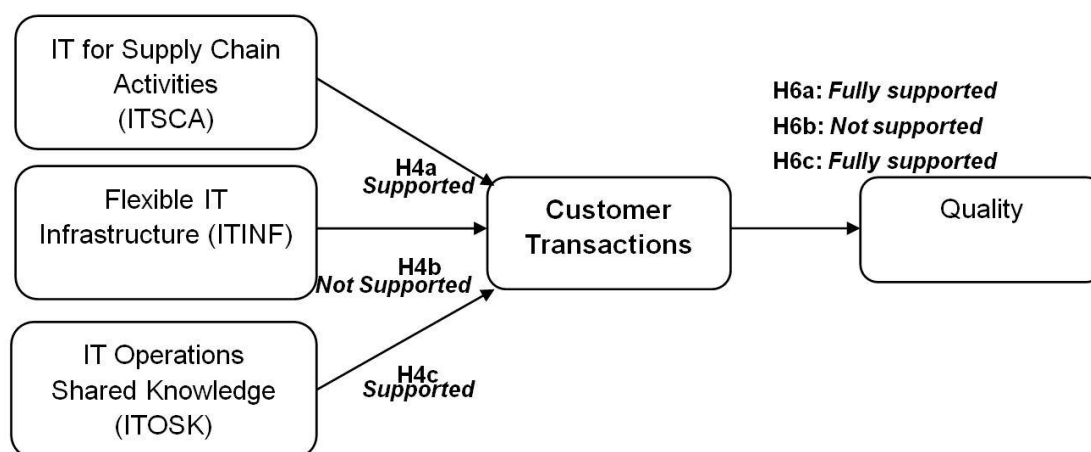 IT for Supply Chain
Activities
(ITSCA)
H6a: Fully supported
H6b: Not supported
H6c: Fully supported
H4a
Supported
Flexible IT
Infrastructure (ITINF)
Customer
Transactions
Quality
H4b
Not Supported
IT Operations
Shared Knowledge
(ITOSK)
H4c
Supported